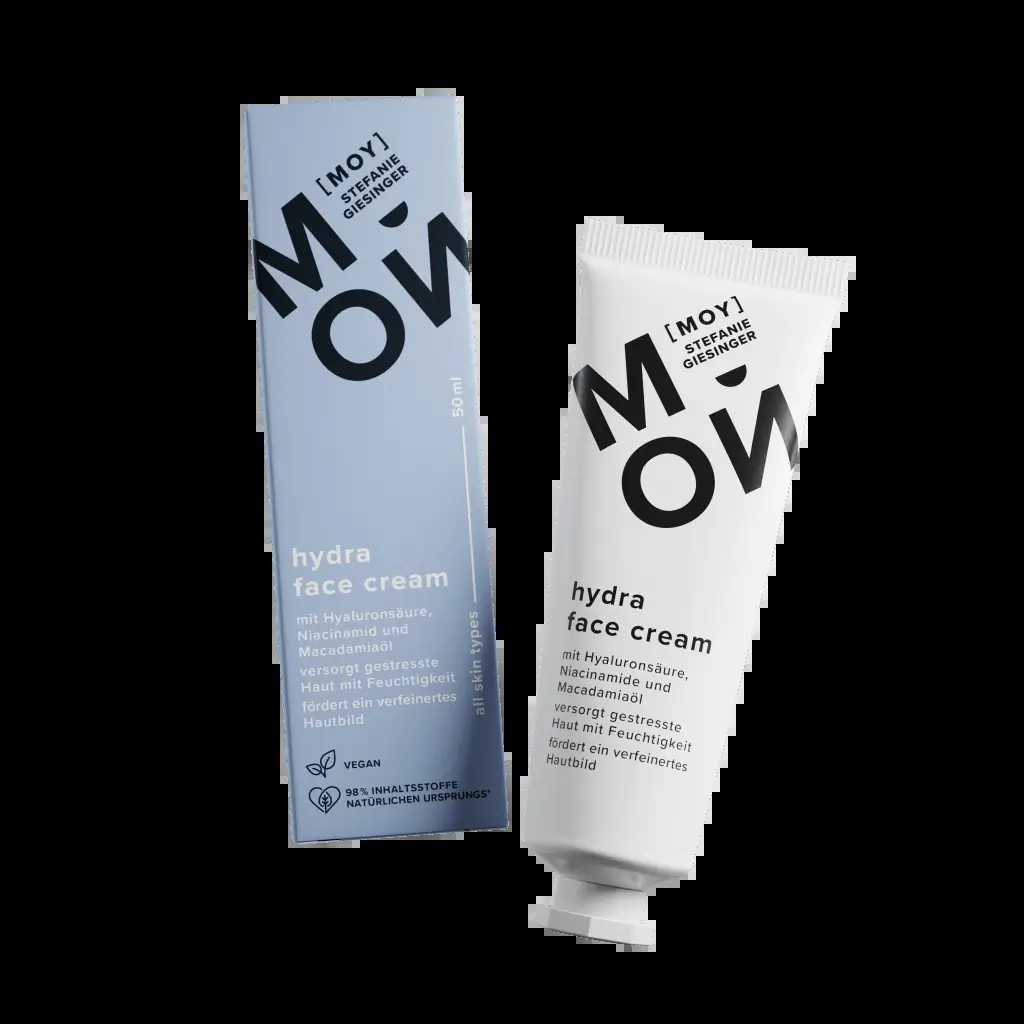 [MOY]
STEFANIE
GIESINGER
MOW
hydra
face cream
mit Hyaluronsäure,
Niacinamid und
Macadamiaöl
versorgt gestresste
Haut mit Feuchtigkeit
fördert ein verfeinertes
Hautbild
50ml
all skin types
VEGAN
98% INHALTSSTOFFE
NATÜRLICHEN URSPRUNGS*
[MOY]
STEFANIE
GIESINGER
MOW
hydra
face cream
mit Hyaluronsäure,
Niacinamide und
Macadamiaöl
versorgt gestresste
Haut mit Feuchtigkeit
fördert ein verfeinertes
Hautbild